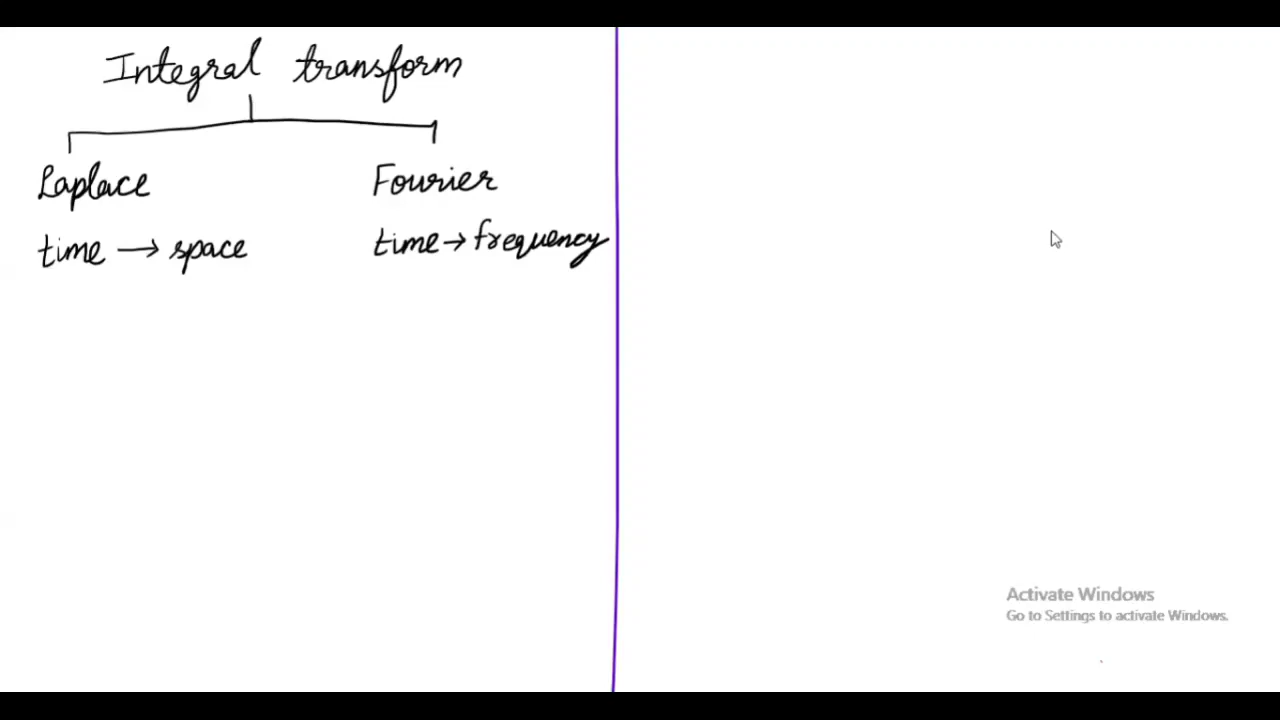 Integral transform
Laplace
Fourier
time → space
time → frequency
Activate Windows
Go to Settings to activate Windows.